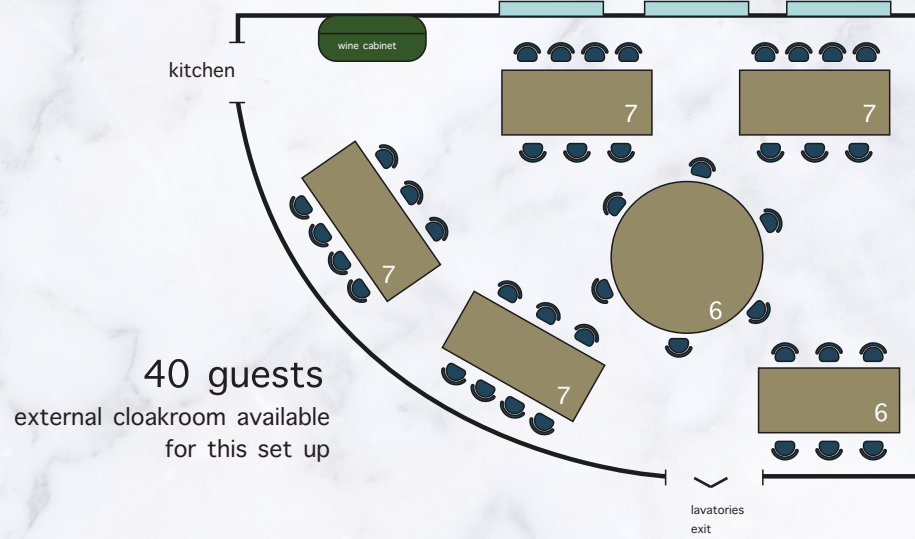 wine cabinet
kitchen
7
7
7
6
7
6
40 guests
external cloakroom available
for this set up
lavatories
exit